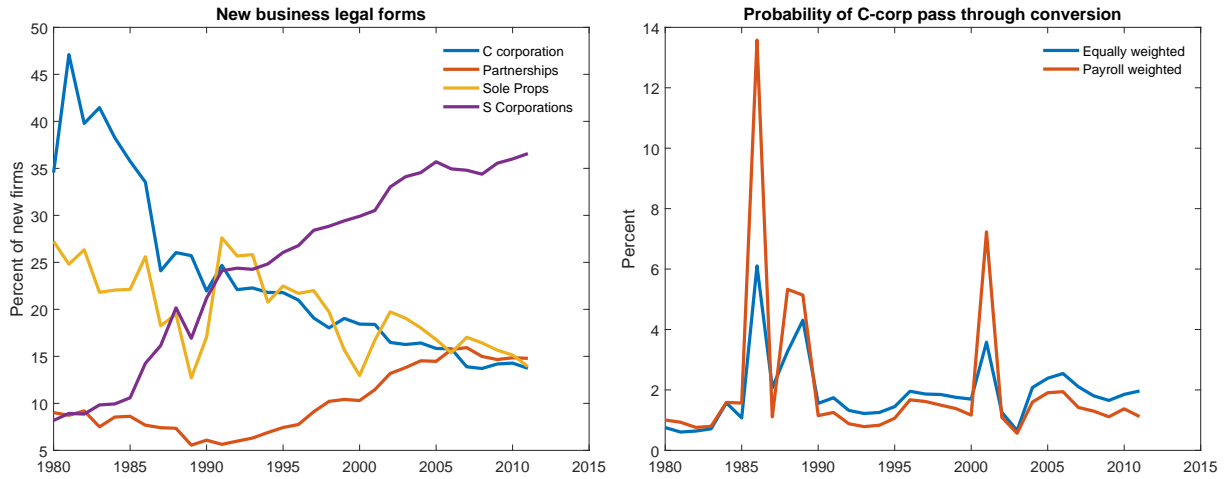 New business legal forms
50
45
40
35
30
25
20
15
10
5
Percent of new firms
C corporation
Partnerships
Sole Props
S Corporations
1980 1985 1990 1995 2000 2005 2010 2015
Probability of C-corp pass through conversion
14
12
10
8
6
4
2
0
Percent
Equally weighted
Payroll weighted
1980 1985 1990 1995 2000 2005 2010 2015